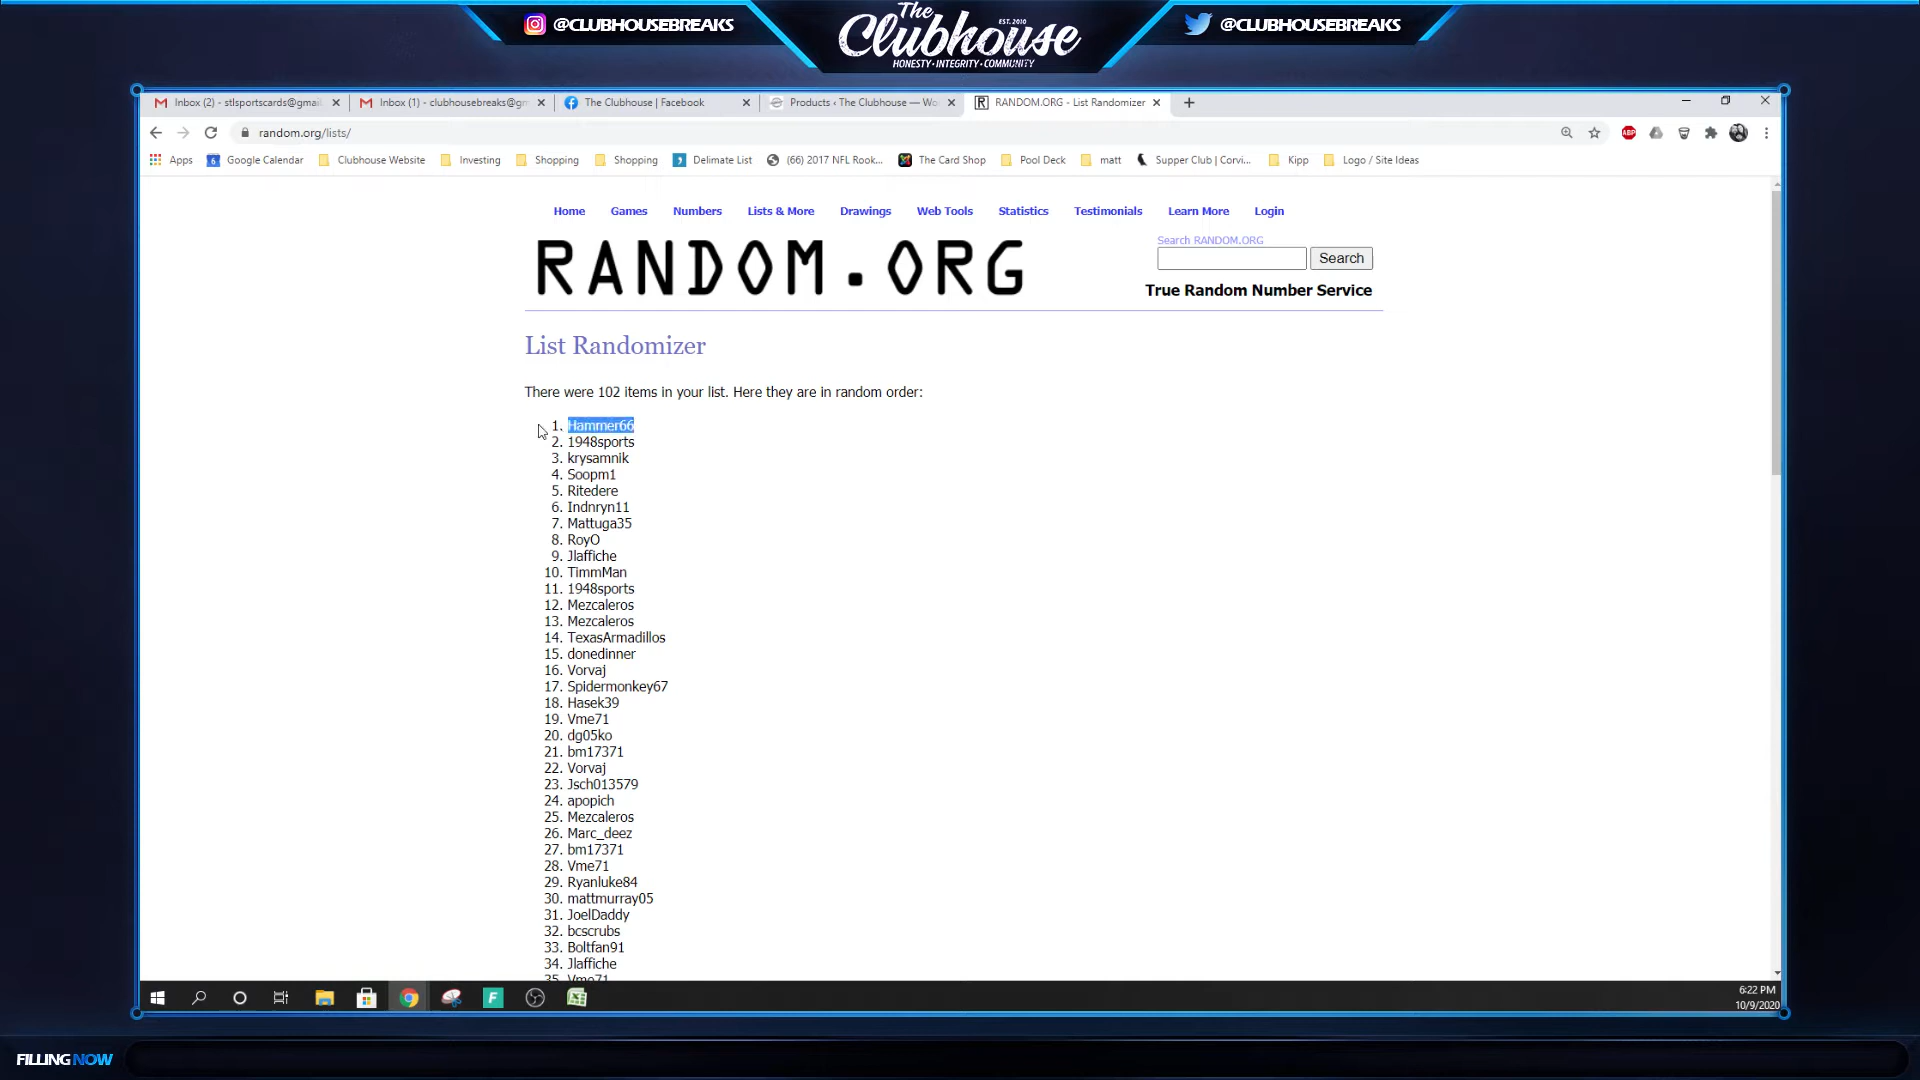 @CLUBHOUSEBREAKS
The Clubhouse
EST. 2010
HONESTY • INTEGRITY • COMMUNITY
@CLUBHOUSEBREAKS
Inbox (2) - stlsportscards@gmai
Inbox (1) - clubhousebreaks@gm
The Clubhouse | Facebook
Products ‹ The Clubhouse — Wo
RANDOM.ORG - List Randomizer
random.org/lists/
ABP
Apps
Google Calendar
Clubhouse Website
Investing
Shopping
Shopping
Delimate List
(66) 2017 NFL Rook...
The Card Shop
Pool Deck
matt
Supper Club | Corvi...
Kipp
Logo / Site Ideas
Home Games Numbers Lists & More Drawings Web Tools Statistics Testimonials Learn More Login
RANDOM.ORG
Search RANDOM.ORG
Search
True Random Number Service
List Randomizer
There were 102 items in your list. Here they are in random order:
1. Hammer66
2. 1948sports
3. krysamnik
4. Soopm1
5. Ritedere
6. Indnryn11
7. Mattuga35
8. RoyO
9. Jlaffiche
10. TimmMan
11. 1948sports
12. Mezcaleros
13. Mezcaleros
14. TexasArmadillos
15. donedinner
16. Vorvaj
17. Spidermonkey67
18. Hasek39
19. Vme71
20. dg05ko
21. bm17371
22. Vorvaj
23. Jsch013579
24. apopich
25. Mezcaleros
26. Marc_deez
27. bm17371
28. Vme71
29. Ryanluke84
30. mattmurray05
31. JoelDaddy
32. bcscrubs
33. Boltfan91
34. Jlaffiche
35. Vme71
6:22 PM
10/9/2020
FILLING NOW